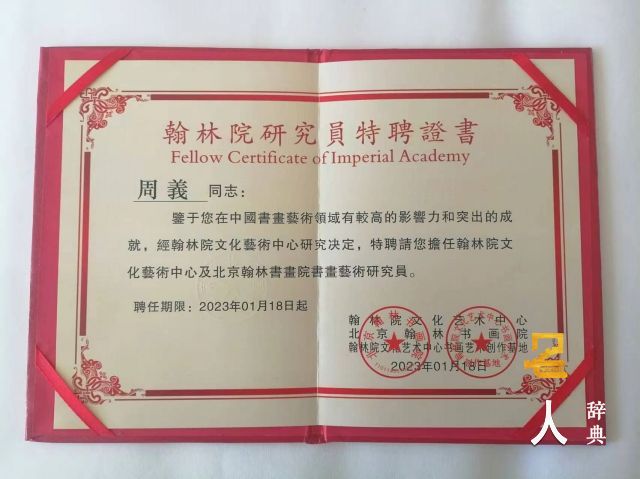 翰林院研究員特聘證書
Fellow Certificate of Imperial Academy
周義 同志：
鑒于您在中國書畫藝術領域有較高的影響力和突出的成
就，經翰林院文化藝術中心研究决定，特聘請您擔任翰林院文
化藝術中心及北京翰林書畫院書畫藝術研究員。
聘任期限：2023年01月18日起
翰林院文化艺术中心
北京翰林书画院
翰林院文化艺术中心书画艺术创作基地
2023年01月18日
人
辞典